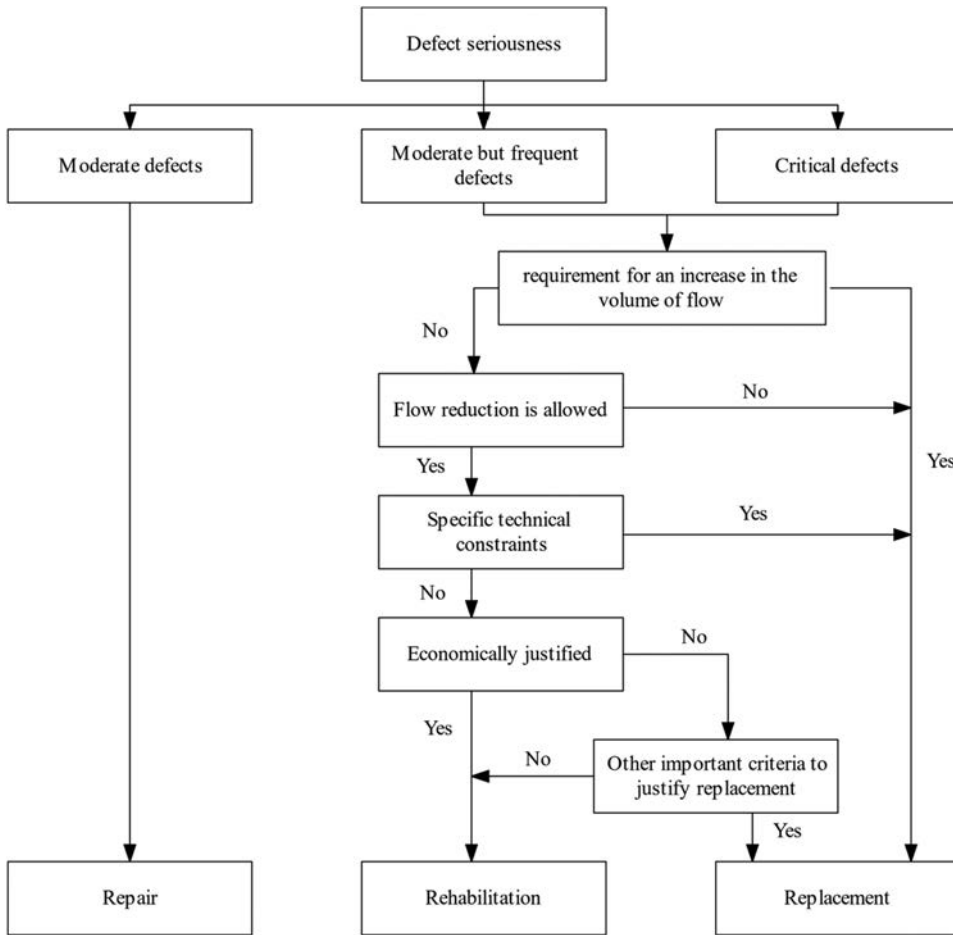 Defect seriousness
Moderate defects
Moderate but frequent
defects
Critical defects
requirement for an increase in the
volume of flow
No
Flow reduction is allowed
No
Yes
Yes
Specific technical
constraints
Yes
No
Economically justified
No
Yes
Other important criteria to
justify replacement
No
Yes
Repair
Rehabilitation
Replacement